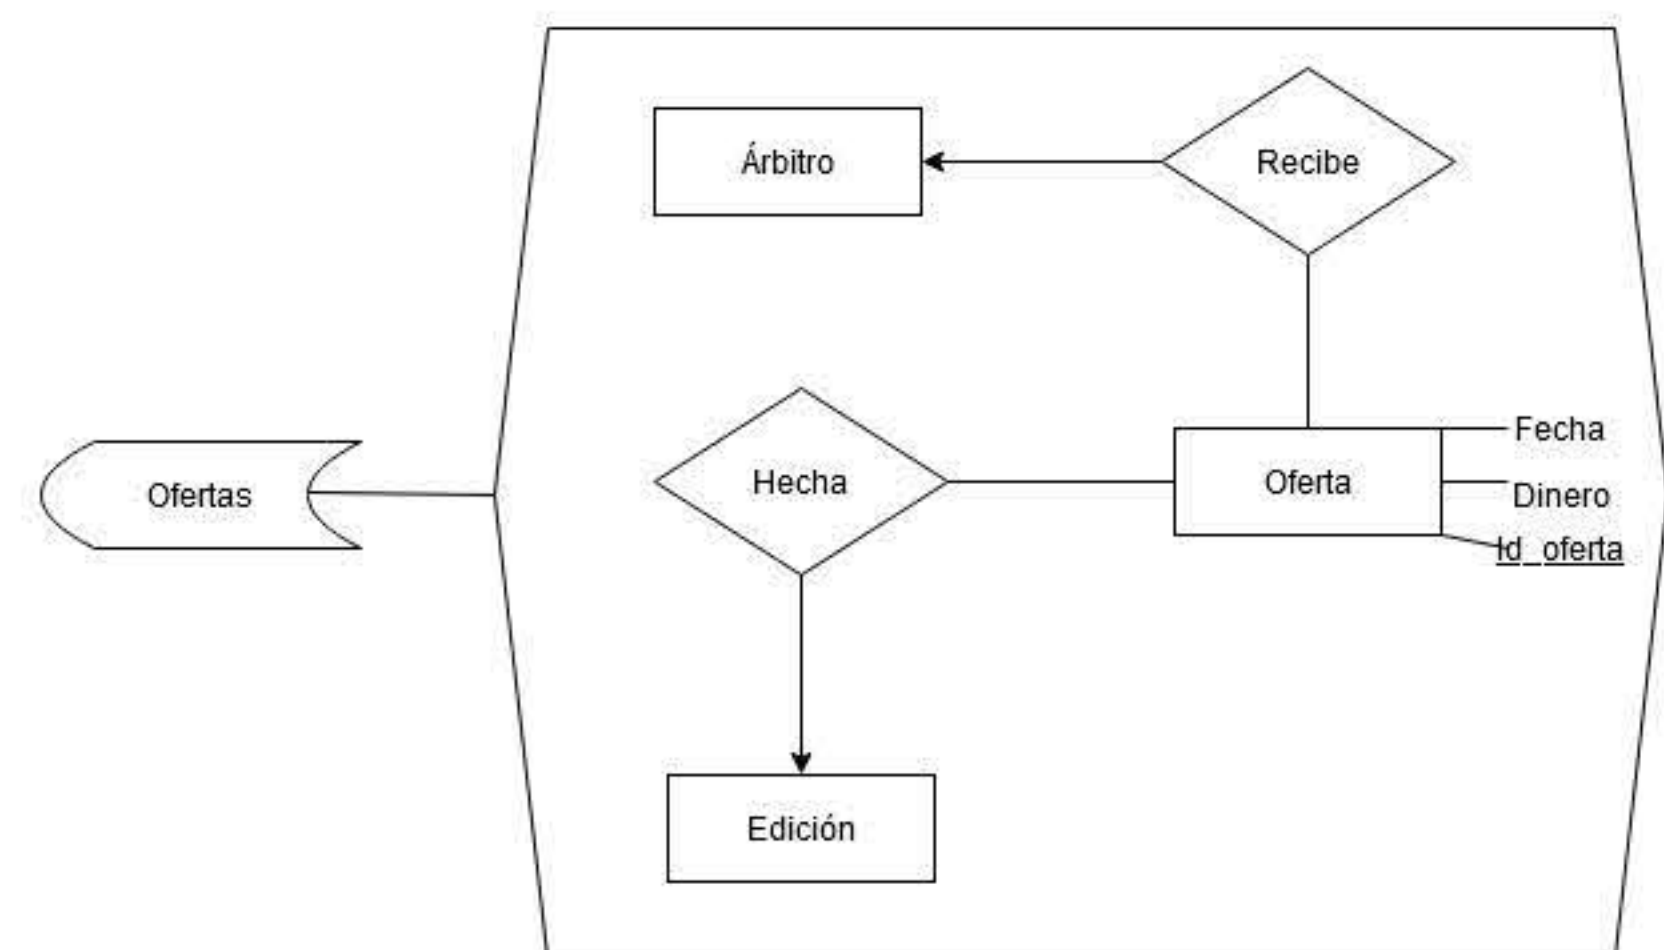 Árbitro
Recibe
Fecha
Hecha
Oferta
Ofertas
Dinero
Id_oferta
Edición